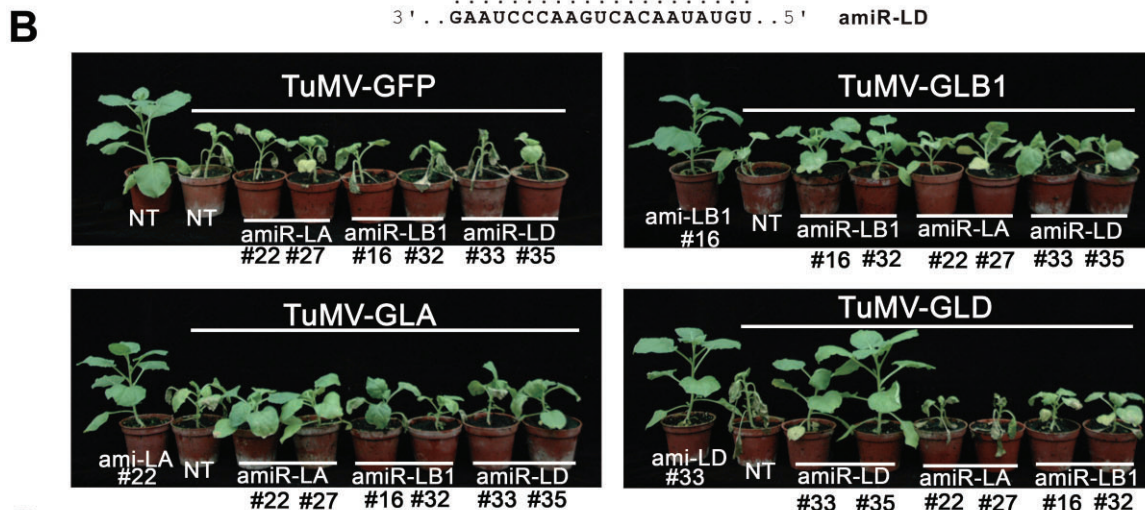 3'..GAAUCCCAAGUCACAAUAUGU..5' amiR-LD
B
TuMV-GFP
NT NT amiR-LA amiR-LB1 amiR-LD
#22 #27 #16 #32 #33 #35
TuMV-GLB1
ami-LB1 NT amiR-LB1 amiR-LA amiR-LD
#16
#16 #32 #22 #27 #33 #35
TuMV-GLA
ami-LA NT amiR-LA amiR-LB1 amiR-LD
#22
#22 #27 #16 #32 #33 #35
TuMV-GLD
ami-LD NT amiR-LD amiR-LA amiR-LB1
#33
#33 #35 #22 #27 #16 #32